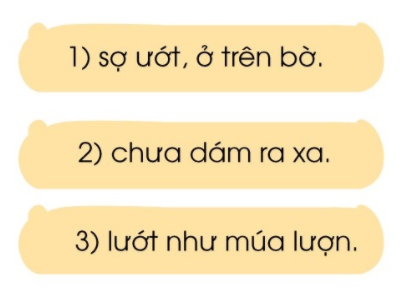 1) sợ ướt, ở trên bờ.
2) chưa dám ra xa.
3) lướt như múa lượn.